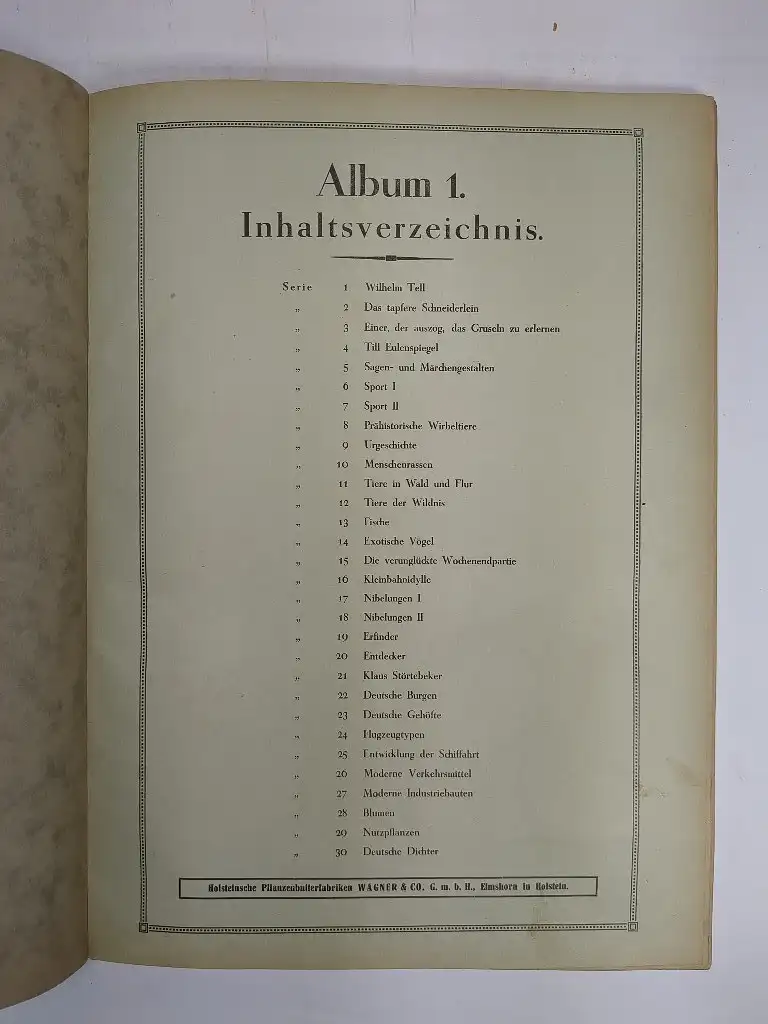 Album 1.
Inhaltsverzeichnis.
Serie 1 Wilhelm Tell
„ 2 Das tapfere Schneiderlein
„ 3 Einer, der auszog, das Gruseln zu erlernen
„ 4 Till Eulenspiegel
„ 5 Sagen- und Märchengestalten
„ 6 Sport I
„ 7 Sport II
„ 8 Prähistorische Wirbeltiere
„ 9 Urgeschichte
„ 10 Menschenrassen
„ 11 Tiere in Wald und Flur
„ 12 Tiere der Wildnis
„ 13 Fische
„ 14 Exotische Vögel
„ 15 Die verunglückte Wochenendpartie
„ 16 Kleinbahnidylle
„ 17 Nibelungen I
„ 18 Nibelungen II
„ 19 Erfinder
„ 20 Entdecker
„ 21 Klaus Störtebeker
„ 22 Deutsche Burgen
„ 23 Deutsche Gehöfte
„ 24 Flugzeugtypen
„ 25 Entwicklung der Schiffahrt
„ 26 Moderne Verkehrsmittel
„ 27 Moderne Industriebauten
„ 28 Blumen
„ 29 Nutzpflanzen
„ 30 Deutsche Dichter
Holsteinsche Pflanzenbutterfabriken WAGNER & CO. G. m. b. H., Elmshorn in Holstein.